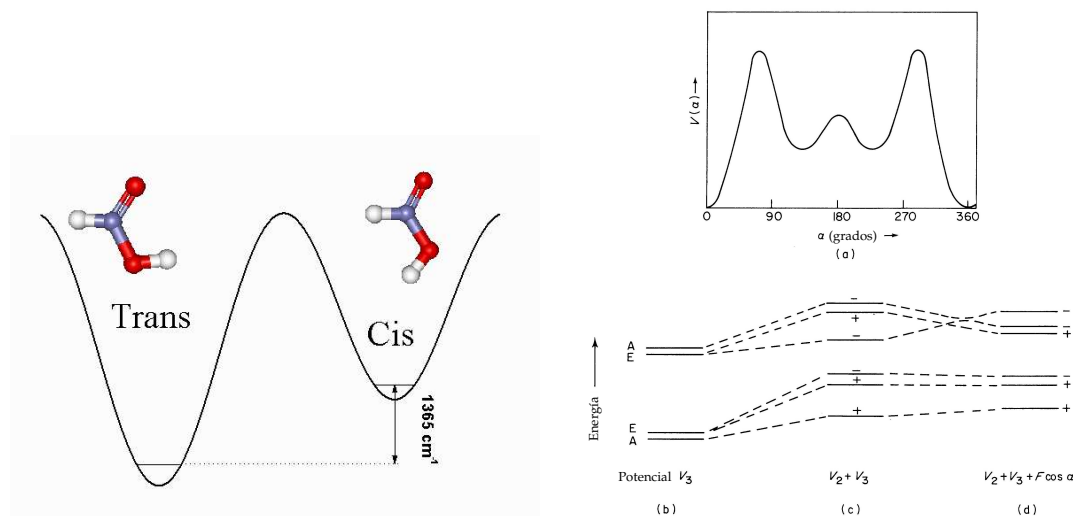 Trans
Cis
1365 cm⁻¹
V(α) →
0 90 180 270 360
α (grados) →
(a)
Energía →
A
E
E
A
−
+
−
−
+
+
−
−
+
−
+
+
Potencial V₃
V₂ + V₃
V₂ + V₃ + F cos α
(b)
(c)
(d)